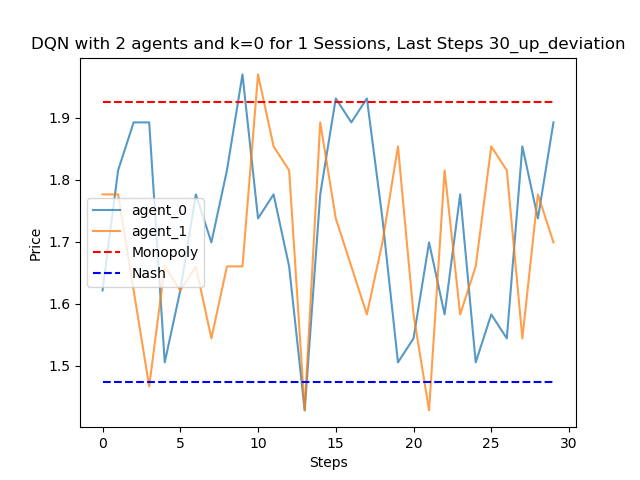 DQN with 2 agents and k=0 for 1 Sessions, Last Steps 30_up_deviation
Price
1.9
1.8
1.7
1.6
1.5
agent_0
agent_1
Monopoly
Nash
0 5 10 15 20 25 30
Steps